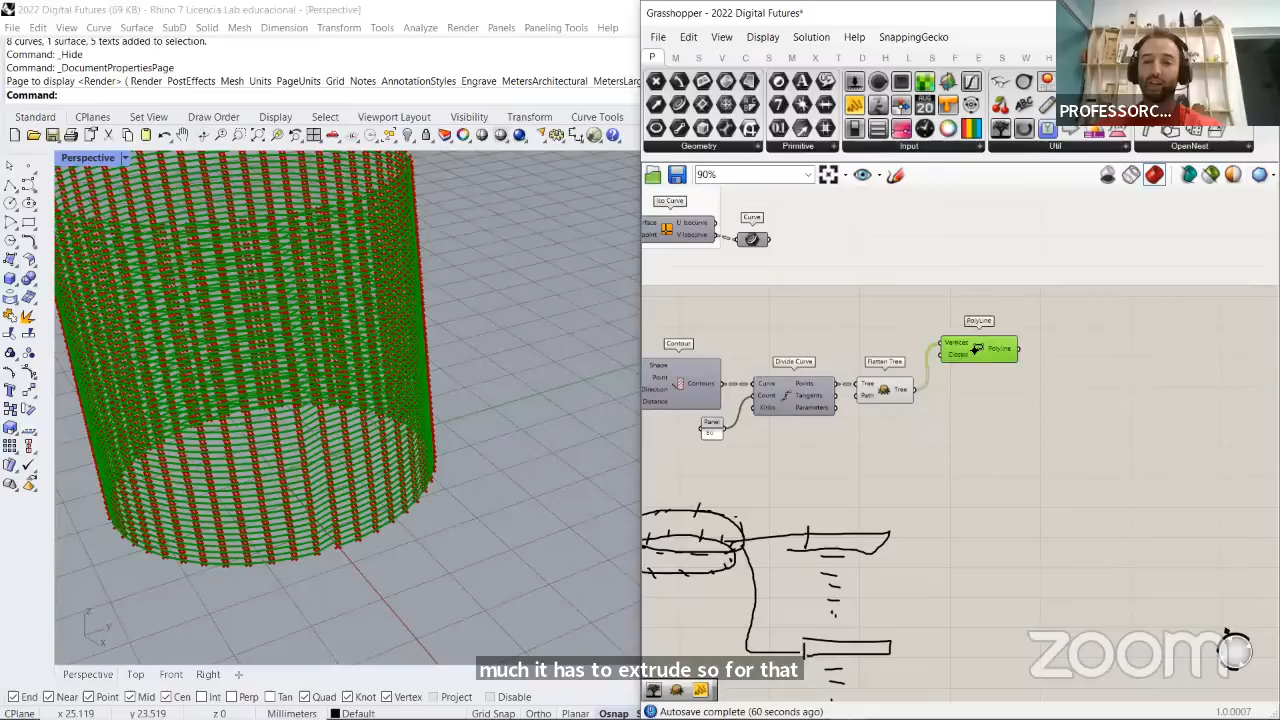 2022 Digital Futures (69 KB) - Rhino 7 Licencia Lab educacional - [Perspective]
File Edit View Curve Surface SubD Solid Mesh Dimension Transform Tools Analyze Render Panels Paneling Tools Help
8 curves, 1 surface, 5 texts added to selection.
Command: _Hide
Command: _DocumentPropertiesPage
Page to display <Render> ( Render PostEffects Mesh Units PageUnits Grid Notes AnnotationStyles Engrave MetersArchitectural MetersLarg
Command:
Standard CPlanes Set View Display Select Viewport Layout Visibility Transform Curve Tools
Perspective
z
y
x
Perspective Top Front Right
End Near Point Mid Cen Int Perp Tan Quad Knot Vertex Project Disable
CPlane x 25.119 y 23.519 z 0 Millimeters Default Grid Snap Ortho Planar Osnap
Grasshopper - 2022 Digital Futures*
File Edit View Display Solution Help SnappingGecko
P M S V C S M I T D A W H L B D E F E S W H
Geometry Primitive Input Util OpenNest
PROFESSORC...
90%
Iso Curve
U Isocurve
V Isocurve
Curve
Contour
Shape
Point
Direction
Distance
Contours
Panel
50
Divide Curve
Curve
Count
Kinks
Points
Tangents
Parameters
Flatten Tree
Tree
Path
Tree
PolyLine
Vertices
Closed
Polyline
zoom
much it has to extrude so for that
Autosave complete (60 seconds ago)
1.0.0007